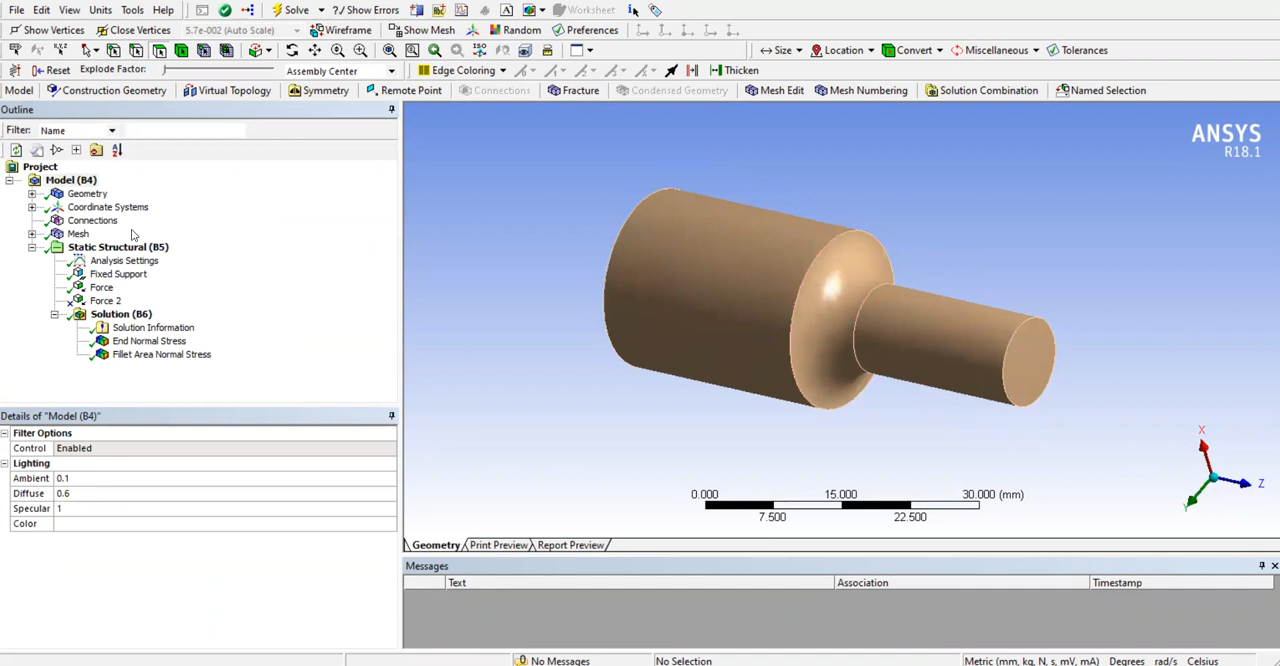 File Edit View Units Tools Help Solve ?/ Show Errors Worksheet
Show Vertices Close Vertices 5.7e-002 (Auto Scale) Wireframe Show Mesh Random Preferences
Size Location Convert Miscellaneous Tolerances
Reset Explode Factor: Assembly Center Edge Coloring Thicken
Model Construction Geometry Virtual Topology Symmetry Remote Point Connections Fracture Condensed Geometry Mesh Edit Mesh Numbering Solution Combination Named Selection
Outline
Filter: Name
Project
Model (B4)
Geometry
Coordinate Systems
Connections
Mesh
Static Structural (B5)
Analysis Settings
Fixed Support
Force
Force 2
Solution (B6)
Solution Information
End Normal Stress
Fillet Area Normal Stress
Details of "Model (B4)"
Filter Options
Control Enabled
Lighting
Ambient 0.1
Diffuse 0.6
Specular 1
Color
ANSYS
R18.1
X
Y
Z
0.000 15.000 30.000 (mm)
7.500 22.500
Geometry Print Preview Report Preview
Messages
Text Association Timestamp
No Messages No Selection Metric (mm, kg, N, s, mV, mA) Degrees rad/s Celsius